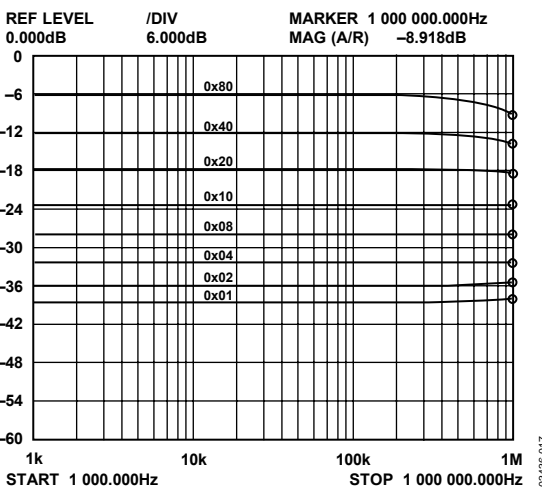 REF LEVEL /DIV MARKER 1 000 000.000Hz
0.000dB 6.000dB MAG (A/R) –8.918dB
0
–6
–12
–18
–24
–30
–36
–42
–48
–54
–60
0x80
0x40
0x20
0x10
0x08
0x04
0x02
0x01
1k 10k 100k 1M
START 1 000.000Hz STOP 1 000 000.000Hz